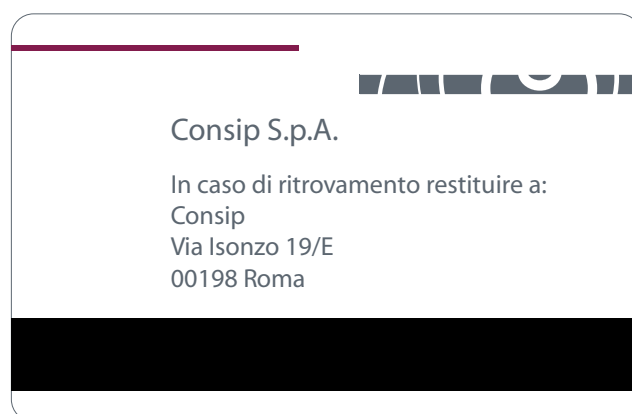 Consip S.p.A.
In caso di ritrovamento restituire a:
Consip
Via Isonzo 19/E
00198 Roma